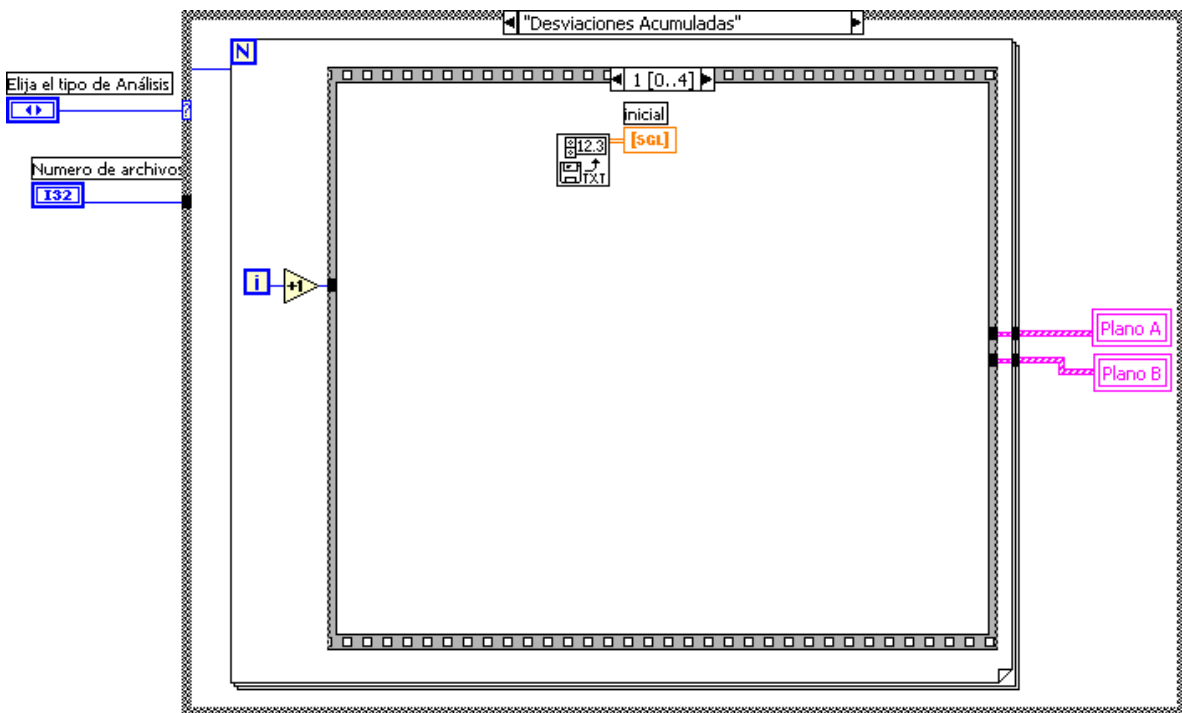 "Desviaciones Acumuladas"
N
Elija el tipo de Análisis
?
1 [0..4]
inicial
12.3
[SGL]
TXT
Numero de archivos
I32
i
+1
Plano A
Plano B